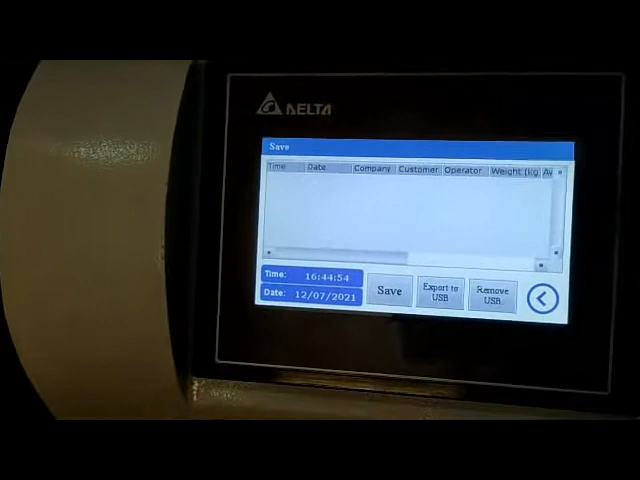 DELTA
Save
Time Date Company Customer Operator Weight (kg Av
Time: 16:44:54
Date: 12/07/2021
Save
Export to
USB
Remove
USB